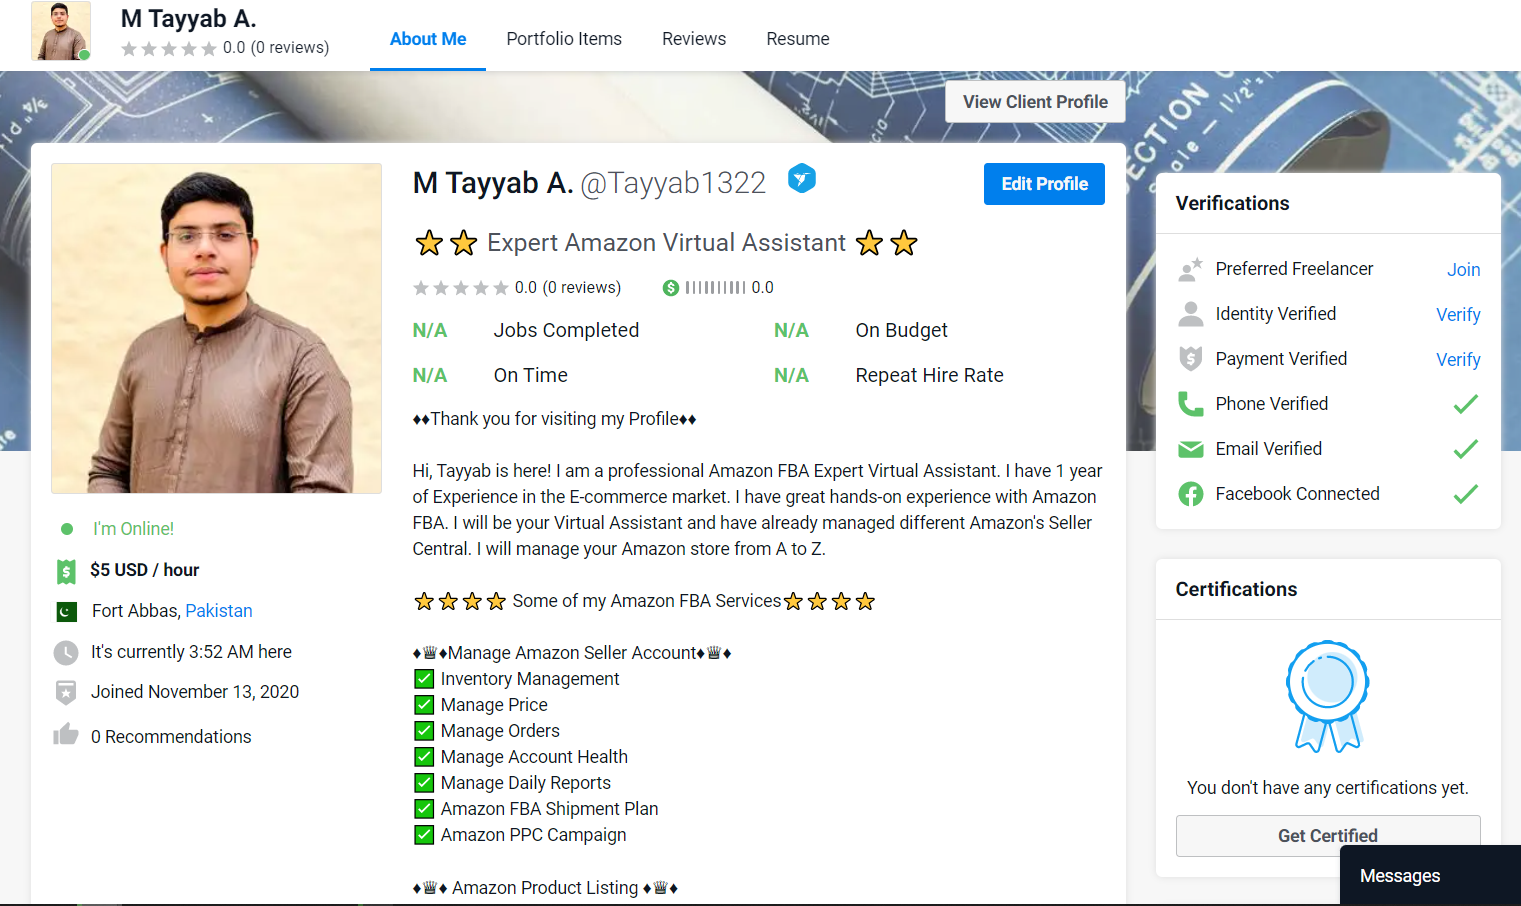 M Tayyab A.
0.0 (0 reviews)
About Me
Portfolio Items
Reviews
Resume
View Client Profile
M Tayyab A. @Tayyab1322
Edit Profile
⭐⭐ Expert Amazon Virtual Assistant ⭐⭐
0.0 (0 reviews)
0.0
N/A Jobs Completed
N/A On Budget
N/A On Time
N/A Repeat Hire Rate
♦♦Thank you for visiting my Profile♦♦
Hi, Tayyab is here! I am a professional Amazon FBA Expert Virtual Assistant. I have 1 year
of Experience in the E-commerce market. I have great hands-on experience with Amazon
FBA. I will be your Virtual Assistant and have already managed different Amazon's Seller
Central. I will manage your Amazon store from A to Z.
⭐⭐⭐⭐ Some of my Amazon FBA Services⭐⭐⭐⭐
♦♛♦Manage Amazon Seller Account♦♛♦
✅ Inventory Management
✅ Manage Price
✅ Manage Orders
✅ Manage Account Health
✅ Manage Daily Reports
✅ Amazon FBA Shipment Plan
✅ Amazon PPC Campaign
♦♛♦ Amazon Product Listing ♦♛♦
I'm Online!
$5 USD / hour
Fort Abbas, Pakistan
It's currently 3:52 AM here
Joined November 13, 2020
0 Recommendations
Verifications
Preferred Freelancer Join
Identity Verified Verify
Payment Verified Verify
Phone Verified
Email Verified
Facebook Connected
Certifications
You don't have any certifications yet.
Get Certified
Messages